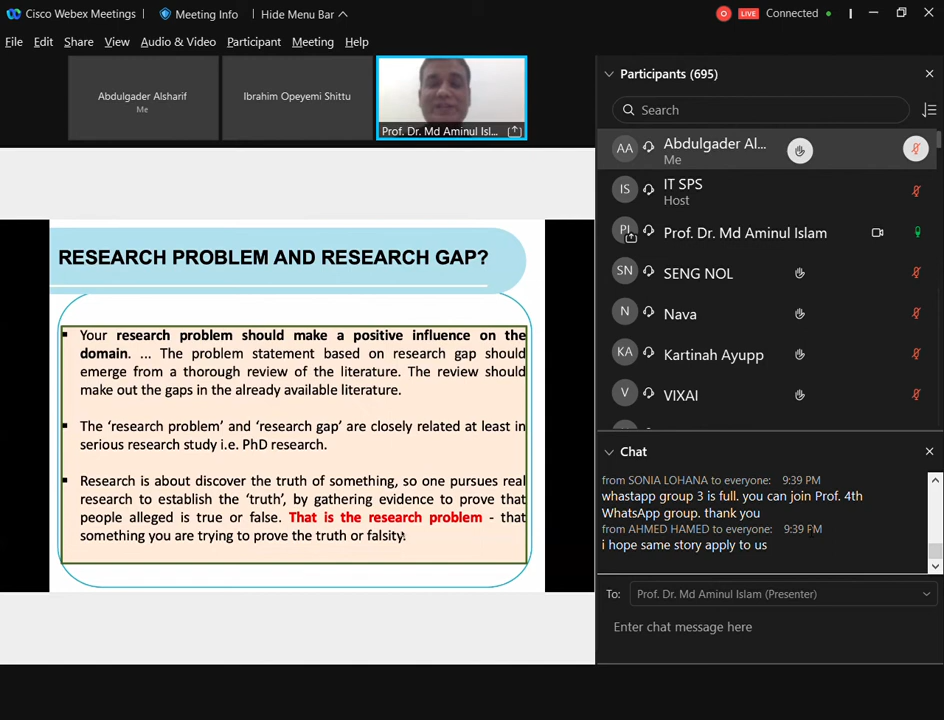 Cisco Webex Meetings
Meeting Info
Hide Menu Bar
LIVE
Connected
File Edit Share View Audio & Video Participant Meeting Help
Abdulgader Alsharif
Me
Ibrahim Opeyemi Shittu
Prof. Dr. Md Aminul Isl...
RESEARCH PROBLEM AND RESEARCH GAP?
Your research problem should make a positive influence on the
domain. ... The problem statement based on research gap should
emerge from a thorough review of the literature. The review should
make out the gaps in the already available literature.
The ‘research problem’ and ‘research gap’ are closely related at least in
serious research study i.e. PhD research.
Research is about discover the truth of something, so one pursues real
research to establish the ‘truth’, by gathering evidence to prove that
people alleged is true or false. That is the research problem - that
something you are trying to prove the truth or falsity.
Participants (695)
Search
AA Abdulgader Al...
Me
IS IT SPS
Host
PI Prof. Dr. Md Aminul Islam
SN SENG NOL
N Nava
KA Kartinah Ayupp
V VIXAI
Chat
from SONIA LOHANA to everyone: 9:39 PM
whastapp group 3 is full. you can join Prof. 4th
WhatsApp group. thank you
from AHMED HAMED to everyone: 9:39 PM
i hope same story apply to us
To: Prof. Dr. Md Aminul Islam (Presenter)
Enter chat message here